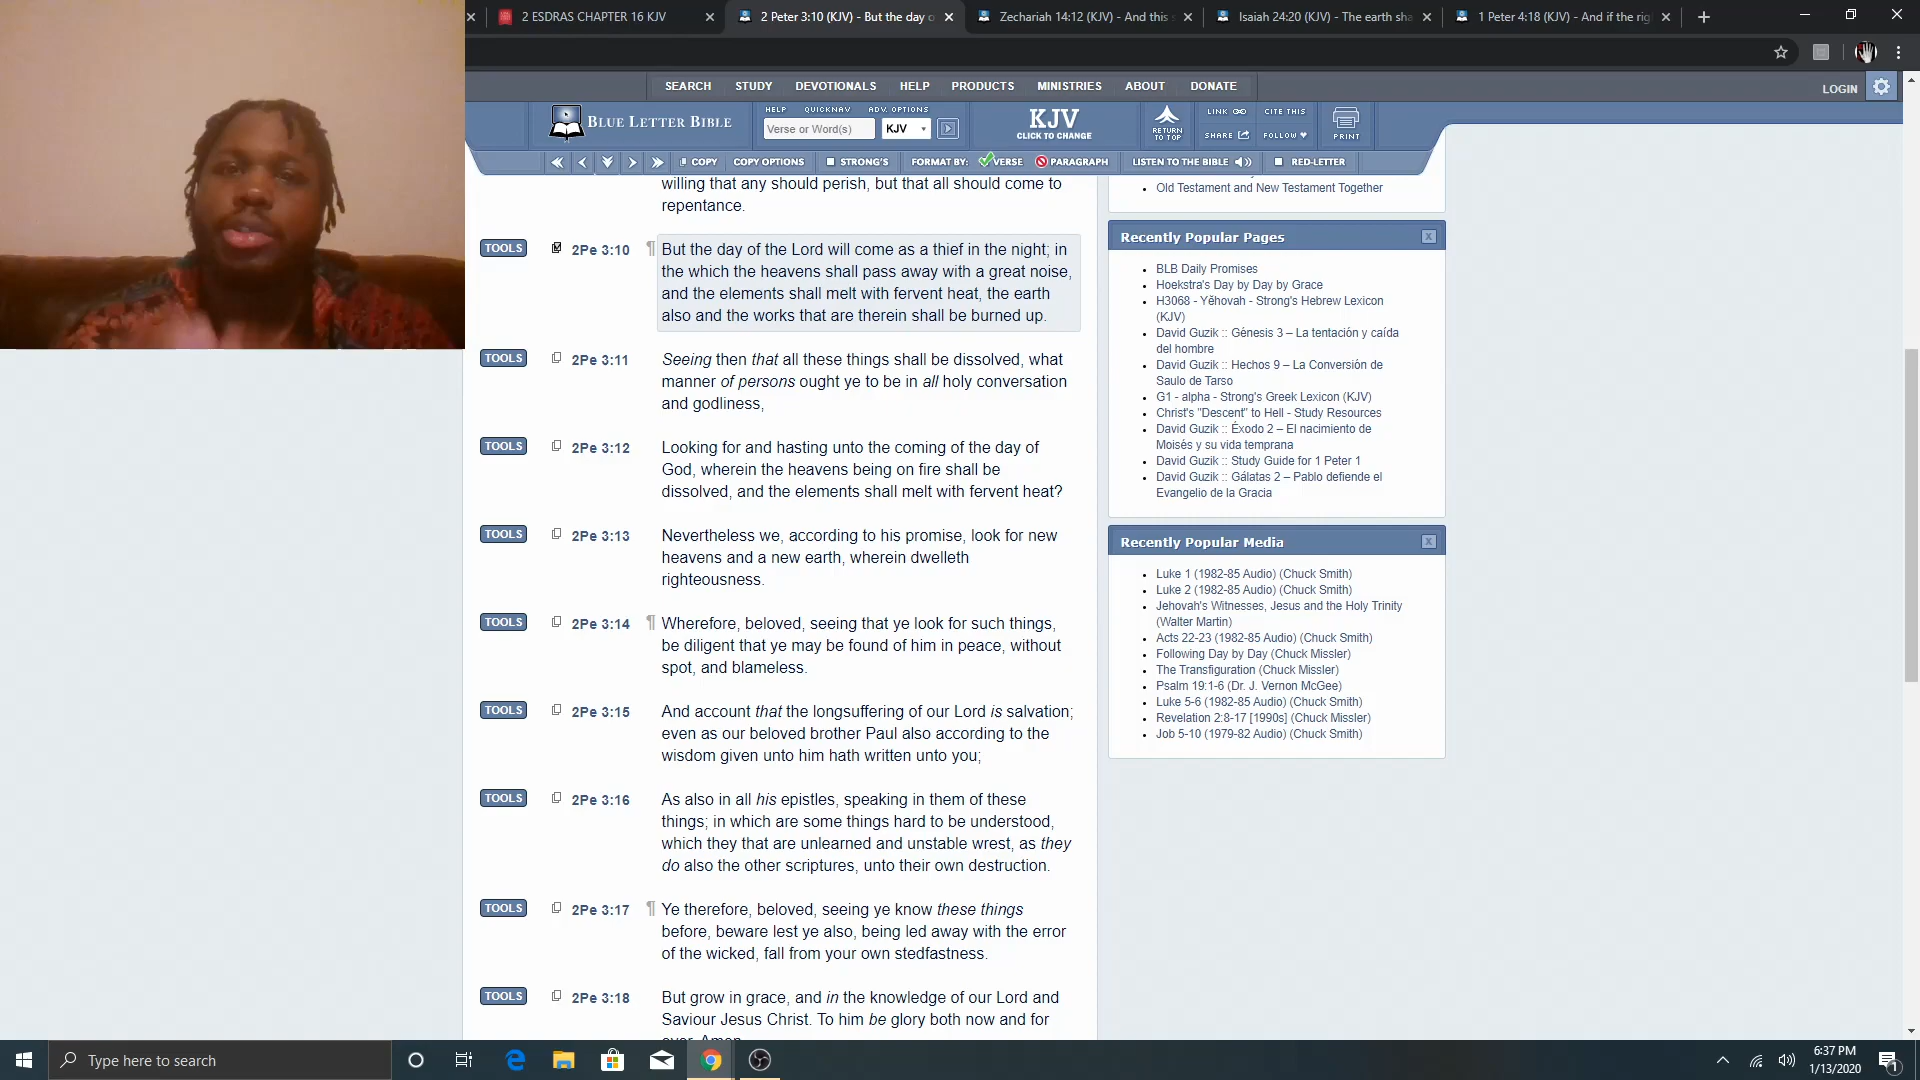 2 ESDRAS CHAPTER 16 KJV
2 Peter 3:10 (KJV) - But the day o
Zechariah 14:12 (KJV) - And this s
Isaiah 24:20 (KJV) - The earth sha
1 Peter 4:18 (KJV) - And if the rig
SEARCH STUDY DEVOTIONALS HELP PRODUCTS MINISTRIES ABOUT DONATE
LOGIN
BLUE LETTER BIBLE
HELP QUICKNAV ADV. OPTIONS
Verse or Word(s) KJV
KJV
CLICK TO CHANGE
RETURN
TO TOP
LINK CITE THIS
SHARE FOLLOW
PRINT
COPY COPY OPTIONS STRONG'S FORMAT BY: VERSE PARAGRAPH LISTEN TO THE BIBLE RED-LETTER
willing that any should perish, but that all should come to
repentance.
TOOLS 2Pe 3:10 ¶ But the day of the Lord will come as a thief in the night; in
the which the heavens shall pass away with a great noise,
and the elements shall melt with fervent heat, the earth
also and the works that are therein shall be burned up.
TOOLS 2Pe 3:11 Seeing then that all these things shall be dissolved, what
manner of persons ought ye to be in all holy conversation
and godliness,
TOOLS 2Pe 3:12 Looking for and hasting unto the coming of the day of
God, wherein the heavens being on fire shall be
dissolved, and the elements shall melt with fervent heat?
TOOLS 2Pe 3:13 Nevertheless we, according to his promise, look for new
heavens and a new earth, wherein dwelleth
righteousness.
TOOLS 2Pe 3:14 ¶ Wherefore, beloved, seeing that ye look for such things,
be diligent that ye may be found of him in peace, without
spot, and blameless.
TOOLS 2Pe 3:15 And account that the longsuffering of our Lord is salvation;
even as our beloved brother Paul also according to the
wisdom given unto him hath written unto you;
TOOLS 2Pe 3:16 As also in all his epistles, speaking in them of these
things; in which are some things hard to be understood,
which they that are unlearned and unstable wrest, as they
do also the other scriptures, unto their own destruction.
TOOLS 2Pe 3:17 ¶ Ye therefore, beloved, seeing ye know these things
before, beware lest ye also, being led away with the error
of the wicked, fall from your own stedfastness.
TOOLS 2Pe 3:18 But grow in grace, and in the knowledge of our Lord and
Saviour Jesus Christ. To him be glory both now and for
ever. Amen.
Old Testament and New Testament Together
Recently Popular Pages
BLB Daily Promises
Hoekstra's Day by Day by Grace
H3068 - Yĕhovah - Strong's Hebrew Lexicon
(KJV)
David Guzik :: Génesis 3 – La tentación y caída
del hombre
David Guzik :: Hechos 9 – La Conversión de
Saulo de Tarso
G1 - alpha - Strong's Greek Lexicon (KJV)
Christ's "Descent" to Hell - Study Resources
David Guzik :: Éxodo 2 – El nacimiento de
Moisés y su vida temprana
David Guzik :: Study Guide for 1 Peter 1
David Guzik :: Gálatas 2 – Pablo defiende el
Evangelio de la Gracia
Recently Popular Media
Luke 1 (1982-85 Audio) (Chuck Smith)
Luke 2 (1982-85 Audio) (Chuck Smith)
Jehovah's Witnesses, Jesus and the Holy Trinity
(Walter Martin)
Acts 22-23 (1982-85 Audio) (Chuck Smith)
Following Day by Day (Chuck Missler)
The Transfiguration (Chuck Missler)
Psalm 19:1-6 (Dr. J. Vernon McGee)
Luke 5-6 (1982-85 Audio) (Chuck Smith)
Revelation 2:8-17 [1990s] (Chuck Missler)
Job 5-10 (1979-82 Audio) (Chuck Smith)
Type here to search
6:37 PM
1/13/2020
1